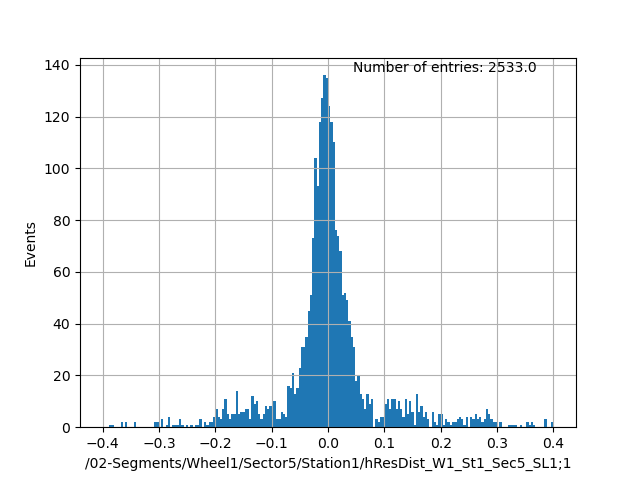 Number of entries: 2533.0
140
120
100
80
60
40
20
0
Events
−0.4 −0.3 −0.2 −0.1 0.0 0.1 0.2 0.3 0.4
/02-Segments/Wheel1/Sector5/Station1/hResDist_W1_St1_Sec5_SL1;1